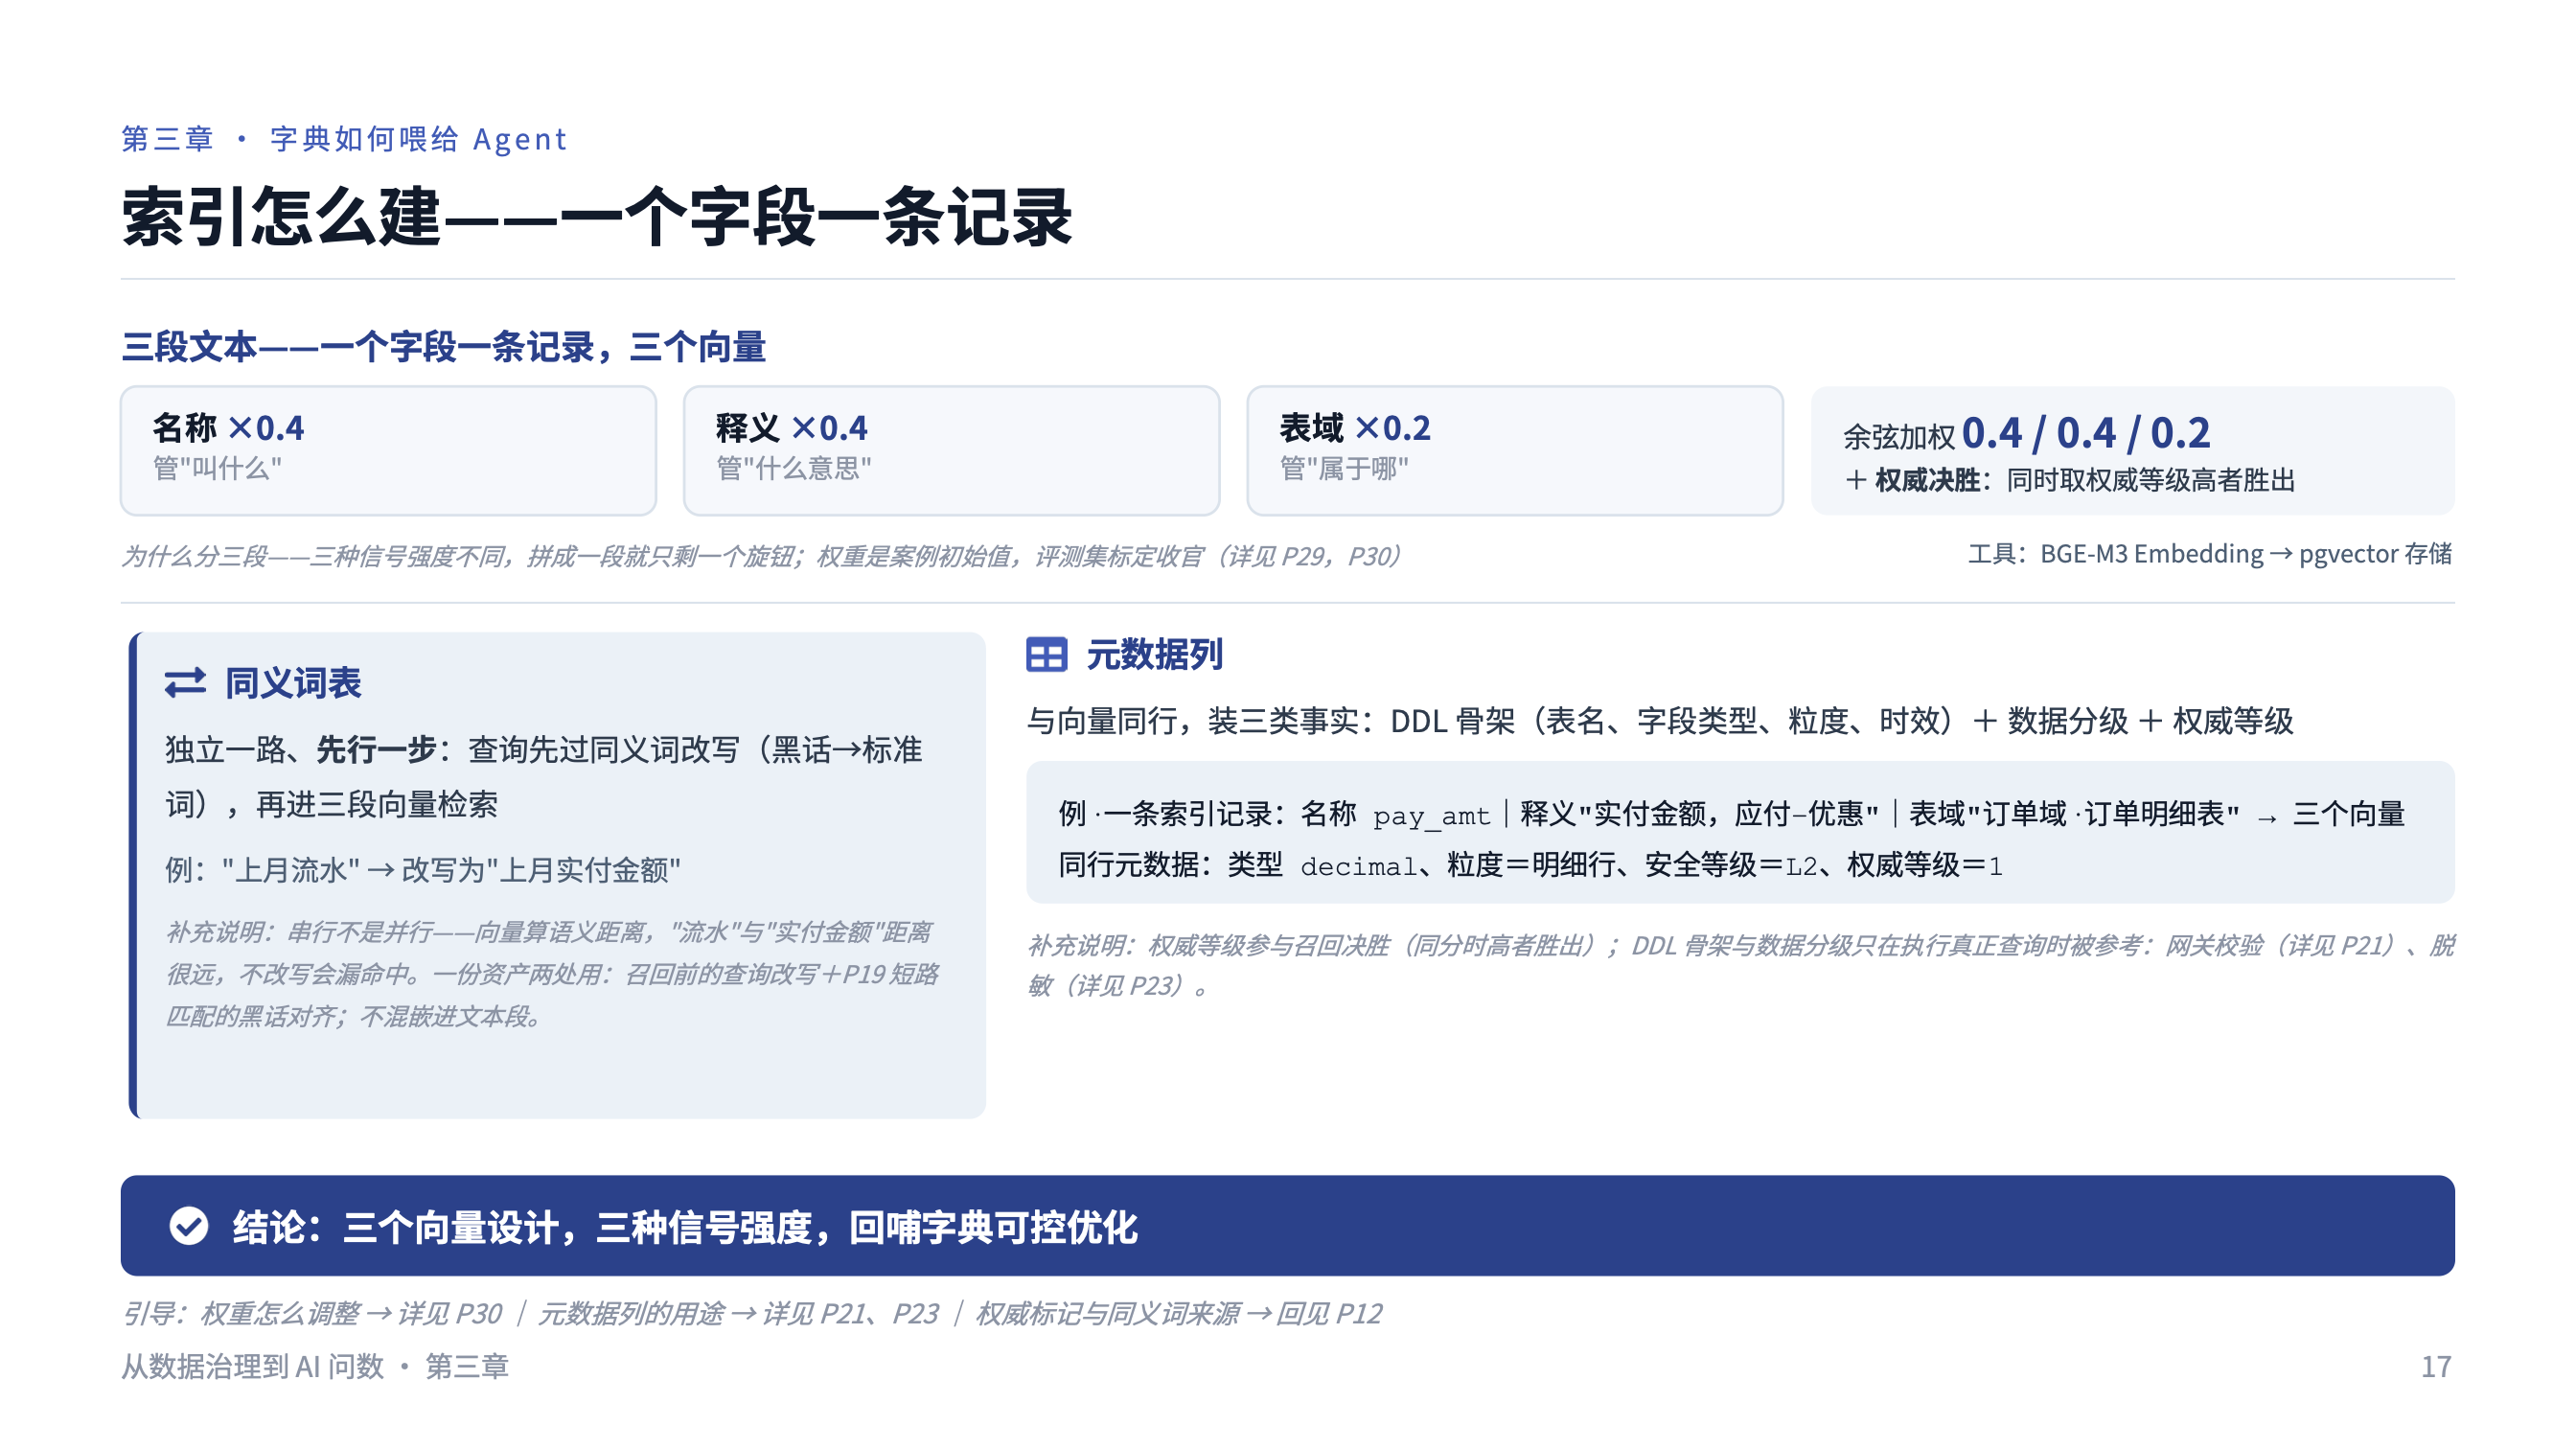 第三章 · 字典如何喂给 Agent
索引怎么建——一个字段一条记录
三段文本——一个字段一条记录，三个向量
名称 ×0.4
管"叫什么"
释义 ×0.4
管"什么意思"
表域 ×0.2
管"属于哪"
余弦加权 0.4 / 0.4 / 0.2
＋ 权威决胜：同时取权威等级高者胜出
为什么分三段——三种信号强度不同，拼成一段就只剩一个旋钮；权重是案例初始值，评测集标定收官（详见 P29，P30）
工具：BGE-M3 Embedding → pgvector 存储
同义词表
独立一路、先行一步：查询先过同义词改写（黑话→标准
词），再进三段向量检索
例："上月流水" → 改写为"上月实付金额"
补充说明：串行不是并行——向量算语义距离，"流水"与"实付金额"距离
很远，不改写会漏命中。一份资产两处用：召回前的查询改写＋P19 短路
匹配的黑话对齐；不混嵌进文本段。
元数据列
与向量同行，装三类事实：DDL 骨架（表名、字段类型、粒度、时效）＋ 数据分级 ＋ 权威等级
例 ·一条索引记录：名称 pay_amt｜释义"实付金额，应付−优惠"｜表域"订单域 ·订单明细表" → 三个向量
同行元数据：类型 decimal、粒度＝明细行、安全等级＝L2、权威等级＝1
补充说明：权威等级参与召回决胜（同分时高者胜出）；DDL 骨架与数据分级只在执行真正查询时被参考：网关校验（详见 P21）、脱
敏（详见 P23）。
结论：三个向量设计，三种信号强度，回哺字典可控优化
引导：权重怎么调整 → 详见 P30 ｜ 元数据列的用途 → 详见 P21、P23 ｜ 权威标记与同义词来源 → 回见 P12
从数据治理到 AI 问数 · 第三章
17